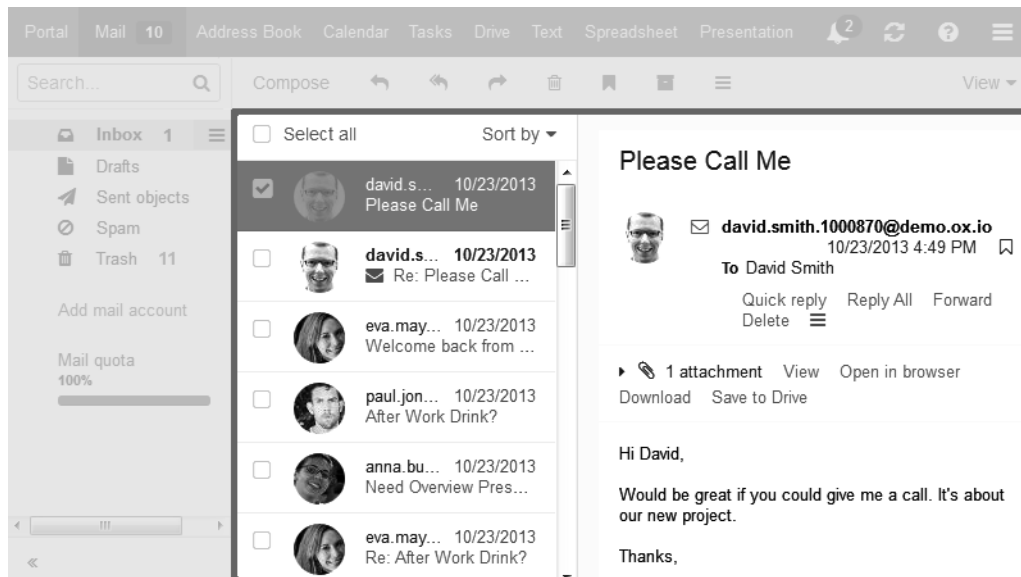 Portal Mail 10 Address Book Calendar Tasks Drive Text Spreadsheet Presentation 2
Search... Compose View
Inbox 1
Drafts
Sent objects
Spam
Trash 11
Add mail account
Mail quota
100%
Select all Sort by
david.s... 10/23/2013
Please Call Me
david.s... 10/23/2013
Re: Please Call ...
eva.may... 10/23/2013
Welcome back from ...
paul.jon... 10/23/2013
After Work Drink?
anna.bu... 10/23/2013
Need Overview Pres...
eva.may... 10/23/2013
Re: After Work Drink?
Please Call Me
david.smith.1000870@demo.ox.io
10/23/2013 4:49 PM
To David Smith
Quick reply Reply All Forward
Delete
1 attachment View Open in browser
Download Save to Drive
Hi David,
Would be great if you could give me a call. It's about
our new project.
Thanks,